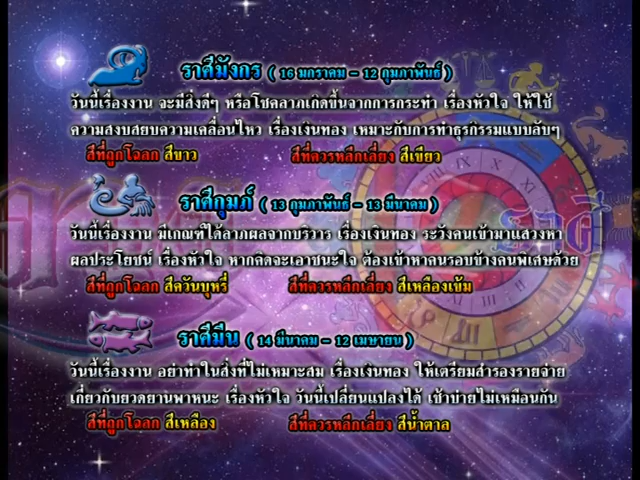 ราศีมังกร ( 16 มกราคม - 12 กุมภาพันธ์ )
วันนี้เรื่องงาน จะมีสิ่งดีๆ หรือโชคลาภเกิดขึ้นจากการกระทำ เรื่องหัวใจ ให้ใช้
ความสงบสยบความเคลื่อนไหว เรื่องเงินทอง เหมาะกับการทำธุรกิรรมแบบลับๆ
สีที่ถูกโฉลก สีขาว สีที่ควรหลีกเลี่ยง สีเขียว
ราศีกุมภ์ ( 13 กุมภาพันธ์ - 13 มีนาคม )
วันนี้เรื่องงาน มีเกณฑ์ได้ลาภผลจากบริวาร เรื่องเงินทอง ระวังคนเข้ามาแสวงหา
ผลประโยชน์ เรื่องหัวใจ หากคิดจะเอาชนะใจ ต้องเข้าหาคนรอบข้างคนพิเศษด้วย
สีที่ถูกโฉลก สีควันบุหรี่ สีที่ควรหลีกเลี่ยง สีเหลืองเข้ม
ราศีมีน ( 14 มีนาคม - 12 เมษายน )
วันนี้เรื่องงาน อย่าทำในสิ่งที่ไม่เหมาะสม เรื่องเงินทอง ให้เตรียมสำรองรายจ่าย
เกี่ยวกับยวดยานพาหนะ เรื่องหัวใจ วันนี้เปลี่ยนแปลงได้ เช้าบ่ายไม่เหมือนกัน
สีที่ถูกโฉลก สีเหลือง สีที่ควรหลีกเลี่ยง สีน้ำตาล